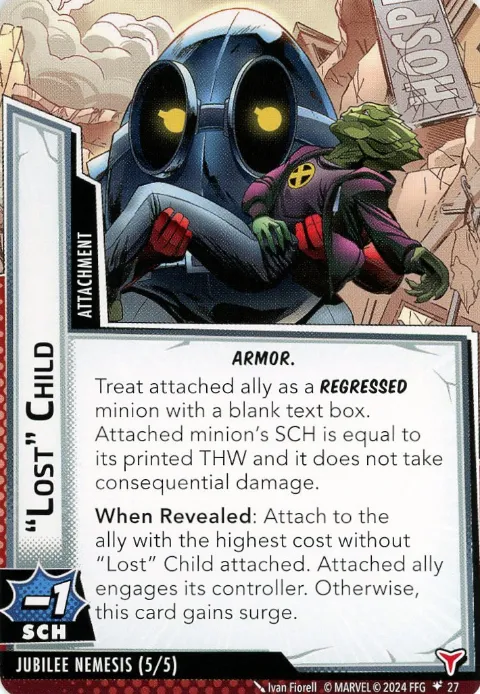 HOSP
ATTACHMENT
"LOST" CHILD
ARMOR.
Treat attached ally as a REGRESSED
minion with a blank text box.
Attached minion's SCH is equal to
its printed THW and it does not take
consequential damage.
When Revealed: Attach to the
ally with the highest cost without
"Lost" Child attached. Attached ally
engages its controller. Otherwise,
this card gains surge.
-1
SCH
JUBILEE NEMESIS (5/5)
Ivan Fiorell © MARVEL © 2024 FFG 27